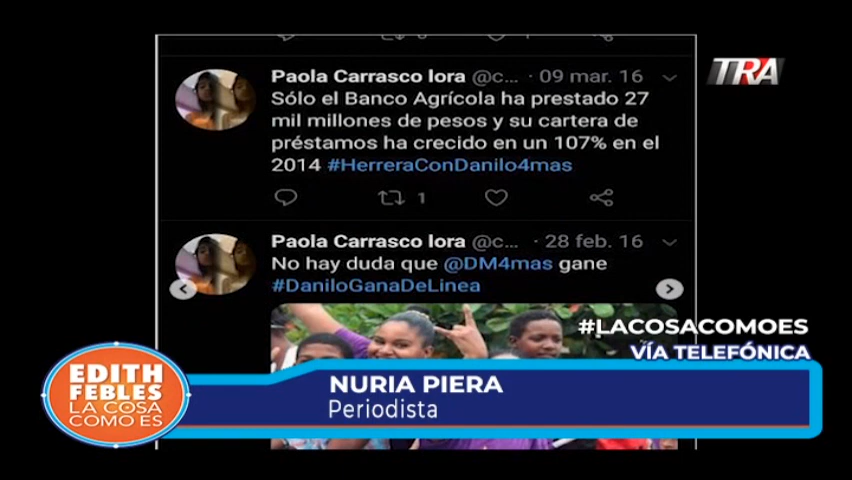 TRA
Paola Carrasco lora @c... · 09 mar. 16
Sólo el Banco Agrícola ha prestado 27
mil millones de pesos y su cartera de
préstamos ha crecido en un 107% en el
2014 #HerreraConDanilo4mas
1
Paola Carrasco lora @c... · 28 feb. 16
No hay duda que @DM4mas gane
#DaniloGanaDeLinea
#LACOSACOMOES
VÍA TELEFÓNICA
EDITH
FEBLES
LA COSA
COMO ES
NURIA PIERA
Periodista